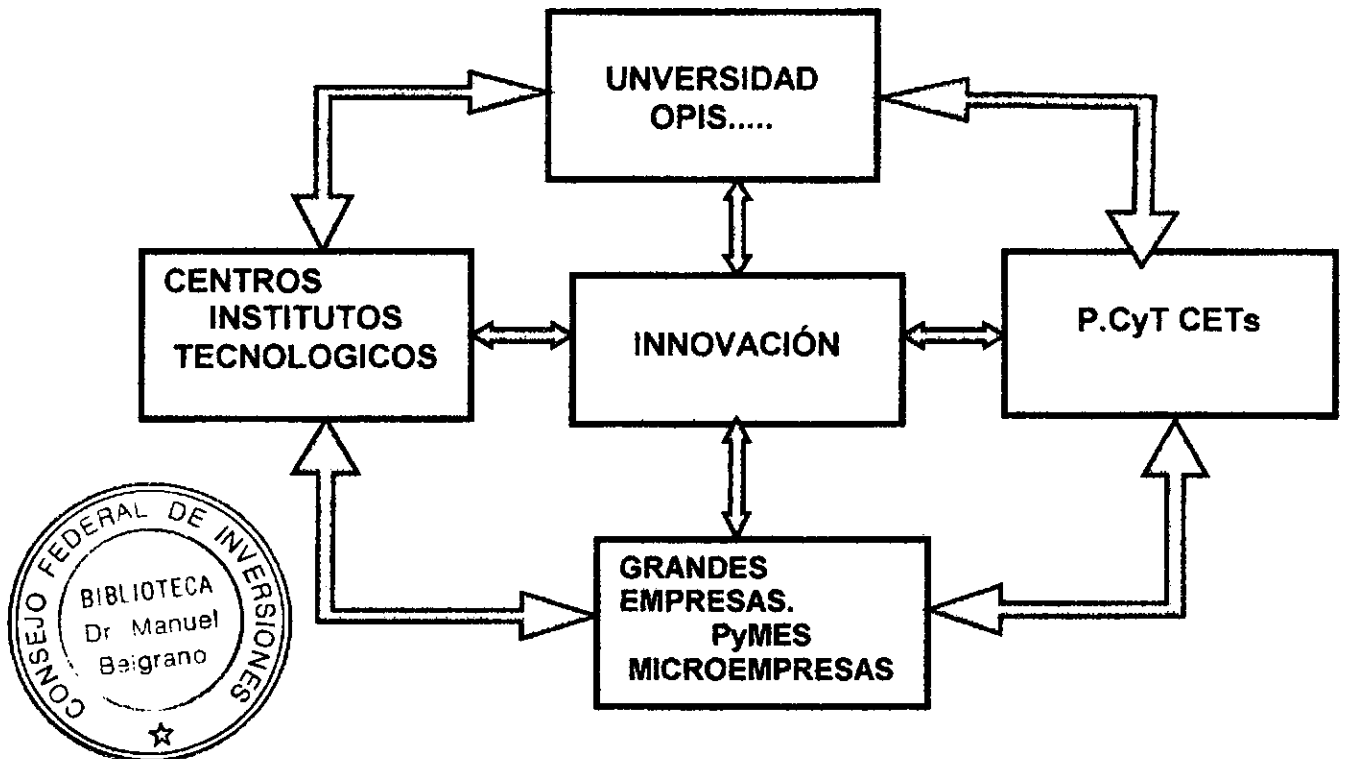 UNVERSIDAD
OPIS.....
CENTROS
INSTITUTOS
TECNOLOGICOS
INNOVACIÓN
P.CyT CETs
GRANDES
EMPRESAS.
PyMES
MICROEMPRESAS
CONSEJO FEDERAL DE INVERSIONES
BIBLIOTECA
Dr. Manuel
Belgrano